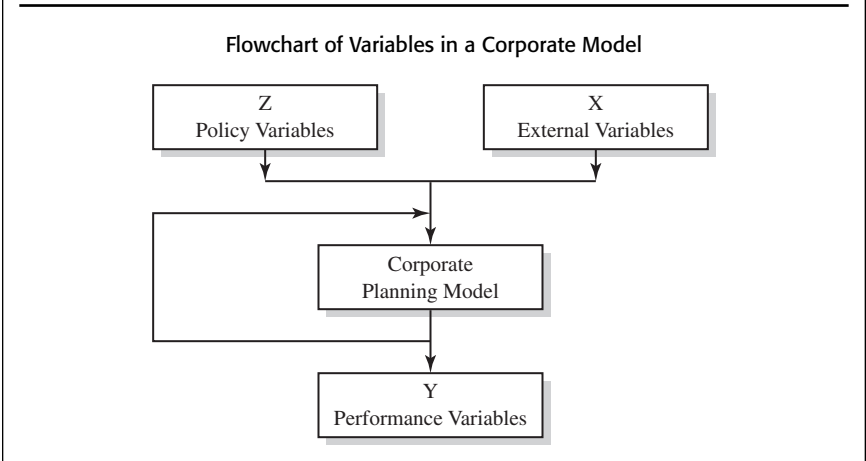 Flowchart of Variables in a Corporate Model
Z
Policy Variables
X
External Variables
Corporate
Planning Model
Y
Performance Variables